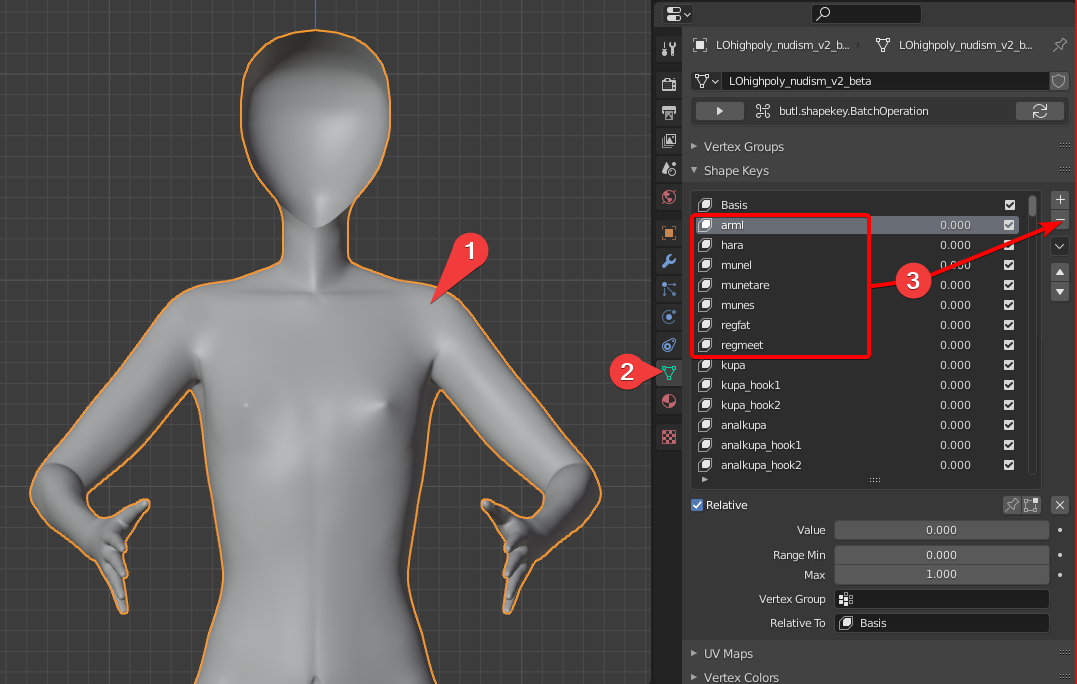 LOhighpoly_nudism_v2_b... LOhighpoly_nudism_v2_b...
LOhighpoly_nudism_v2_beta
butl.shapekey.BatchOperation
Vertex Groups
Shape Keys
Basis
arml 0.000
hara 0.000
munel 0.000
munetare 0.000
munes 0.000
regfat 0.000
regmeet 0.000
kupa 0.000
kupa_hook1 0.000
kupa_hook2 0.000
analkupa 0.000
analkupa_hook1 0.000
analkupa_hook2 0.000
Relative
Value 0.000
Range Min 0.000
Max 1.000
Vertex Group
Relative To Basis
UV Maps
Vertex Colors
1
2
3